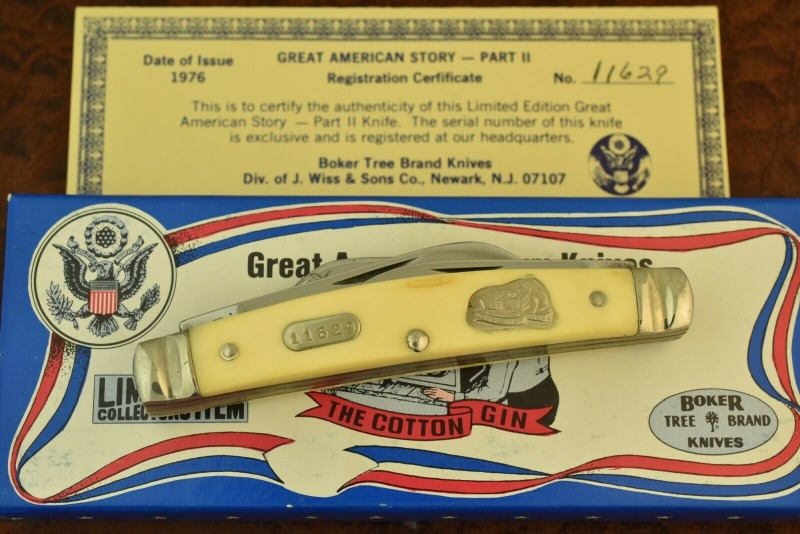 Date of Issue
1976
GREAT AMERICAN STORY — PART II
Registration Cerfificate
No. 11629
This is to certify the authenticity of this Limited Edition Great
American Story — Part II Knife. The serial number of this knife
is exclusive and is registered at our headquarters.
Boker Tree Brand Knives
Div. of J. Wiss & Sons Co., Newark, N.J. 07107
Great
Knives
11629
THE COTTON GIN
BOKER
TREE BRAND
KNIVES